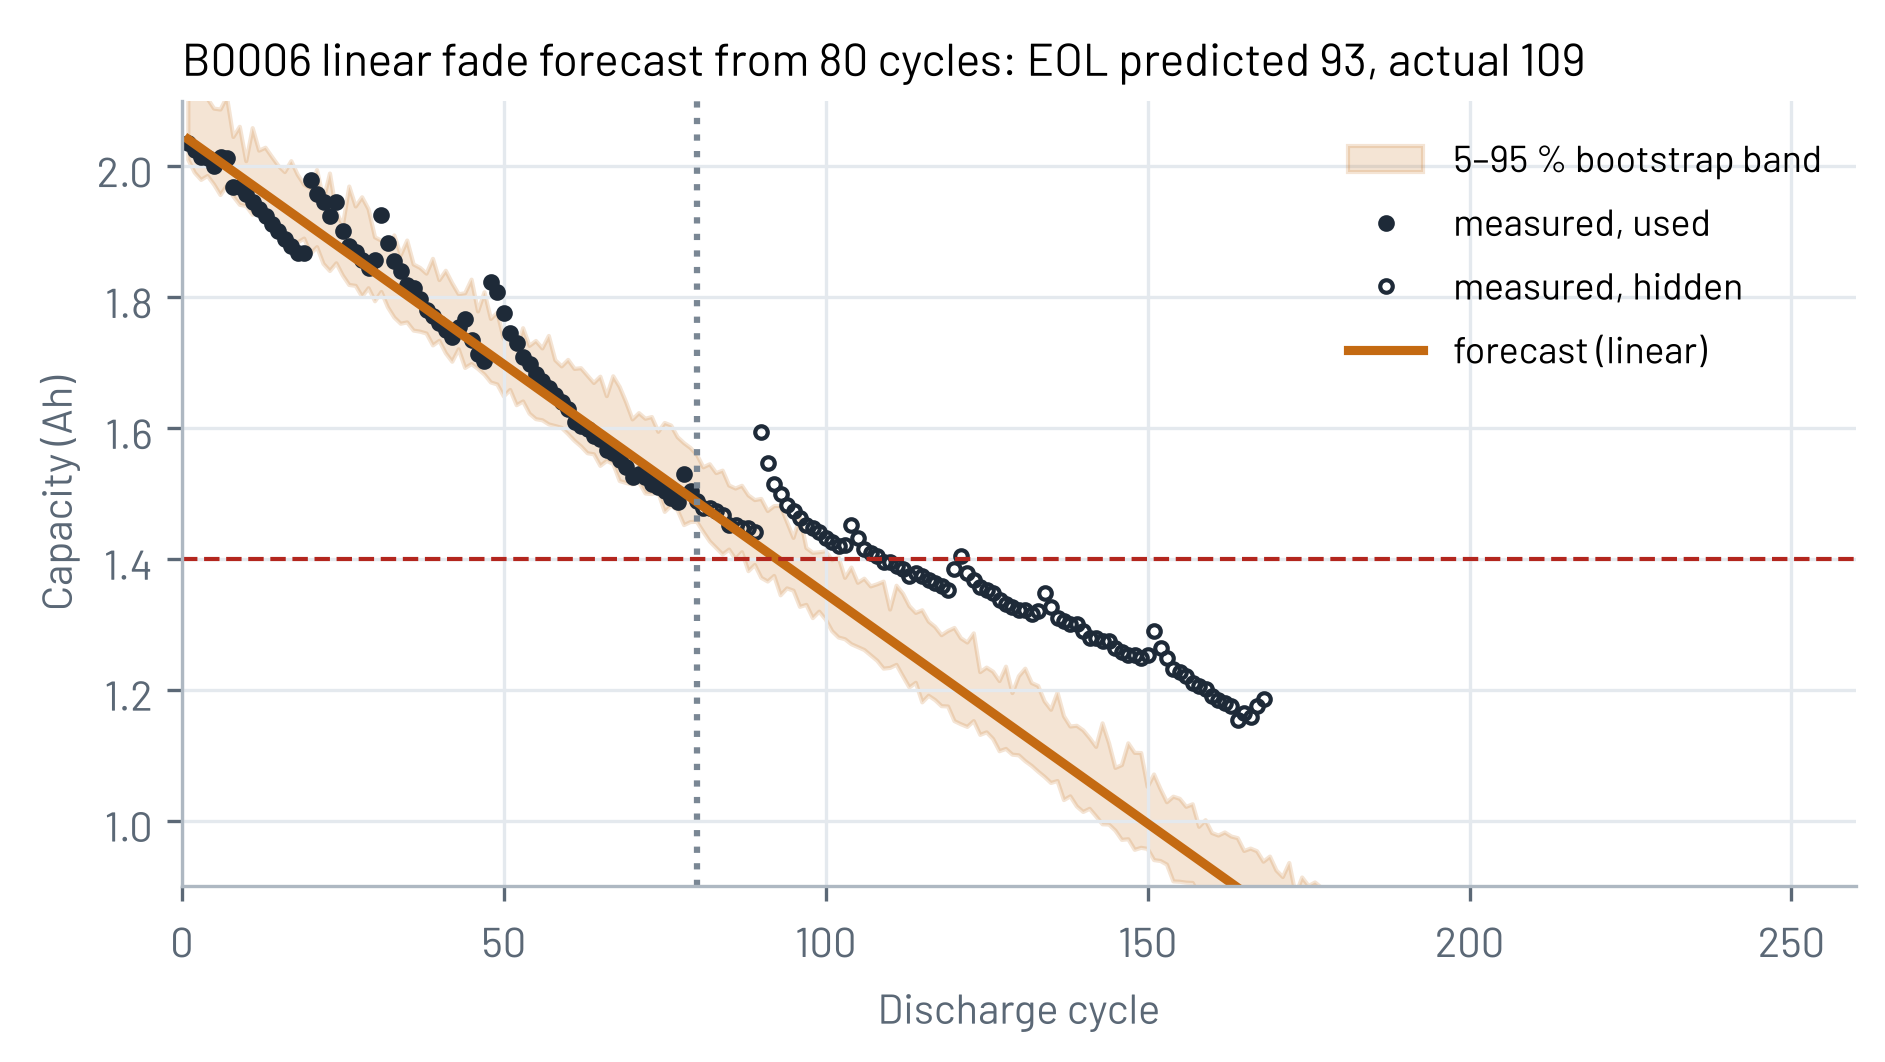 B0006 linear fade forecast from 80 cycles: EOL predicted 93, actual 109
5–95 % bootstrap band
measured, used
measured, hidden
forecast (linear)
Capacity (Ah)
2.0
1.8
1.6
1.4
1.2
1.0
0 50 100 150 200 250
Discharge cycle